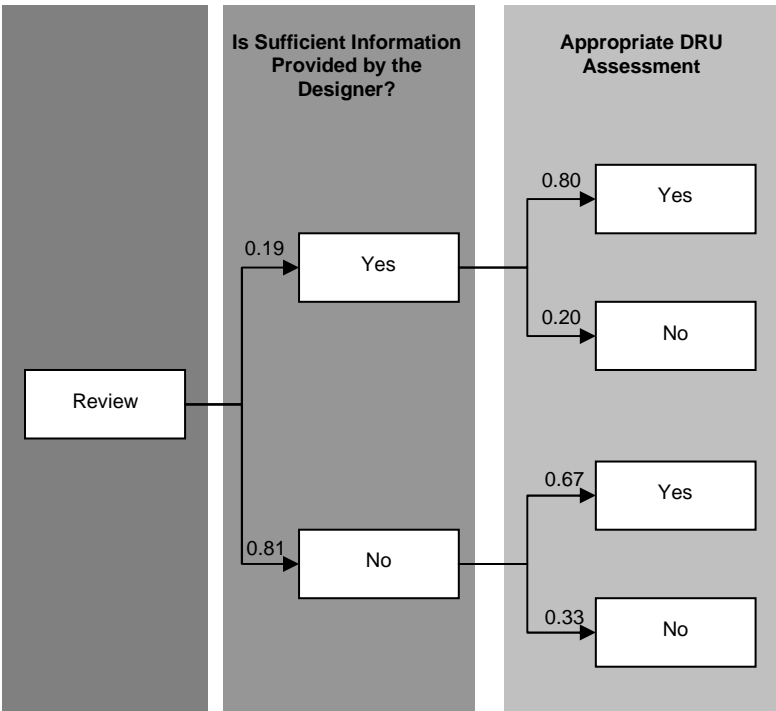 Is Sufficient Information
Provided by the
Designer?
Appropriate DRU
Assessment
0.80
Yes
0.19
Yes
0.20
No
Review
0.67
Yes
0.81
No
0.33
No